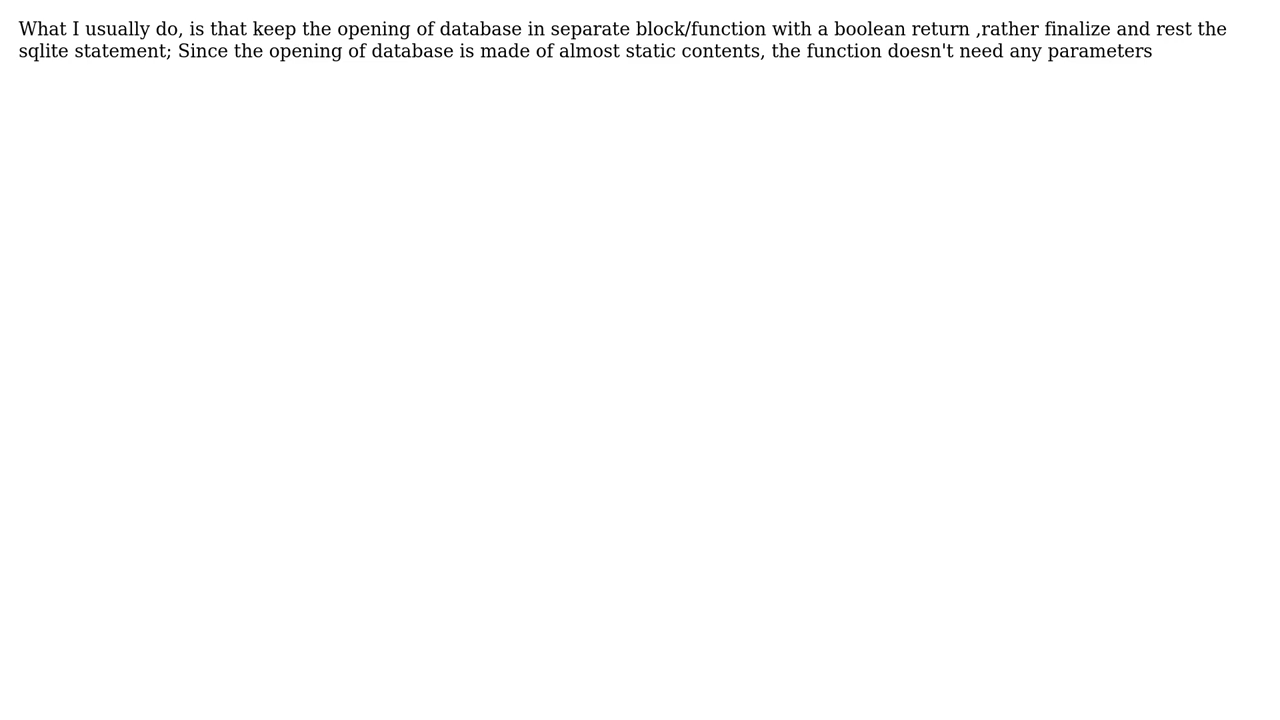 What I usually do, is that keep the opening of database in separate block/function with a boolean return ,rather finalize and rest the
sqlite statement; Since the opening of database is made of almost static contents, the function doesn't need any parameters